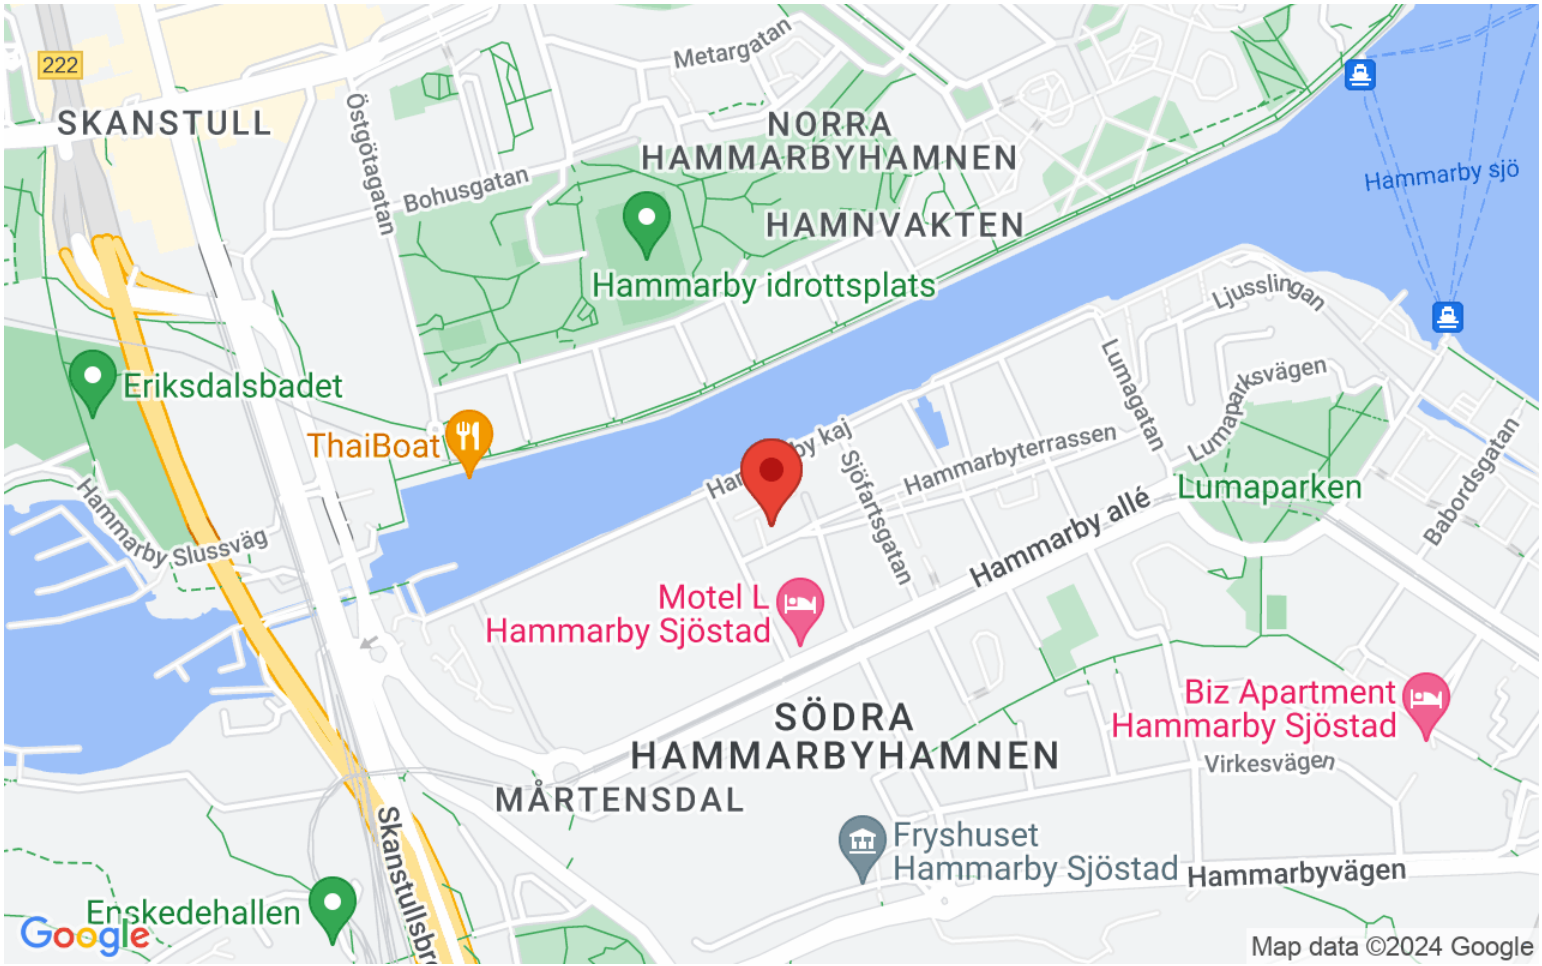 222
Metargatan
SKANSTULL
Östgötagatan
NORRA
HAMMARBYHAMNEN
Hammarby sjö
Bohusgatan
HAMNVAKTEN
Hammarby idrottsplats
Ljusslingan
Eriksdalsbadet
Lumagatan
Lumaparksvägen
ThaiBoat
Sjöfartsgatan
Hammarbyterrassen
Babordsgatan
Lumaparken
Hammarby Slussväg
Hammarby allé
Motel L
Hammarby Sjöstad
Biz Apartment
Hammarby Sjöstad
SÖDRA
HAMMARBYHAMNEN
Virkesvägen
MÅRTENSDAL
Skanstullsbro
Fryshuset
Hammarby Sjöstad
Hammarbyvägen
Enskedehallen
Google
Map data ©2024 Google